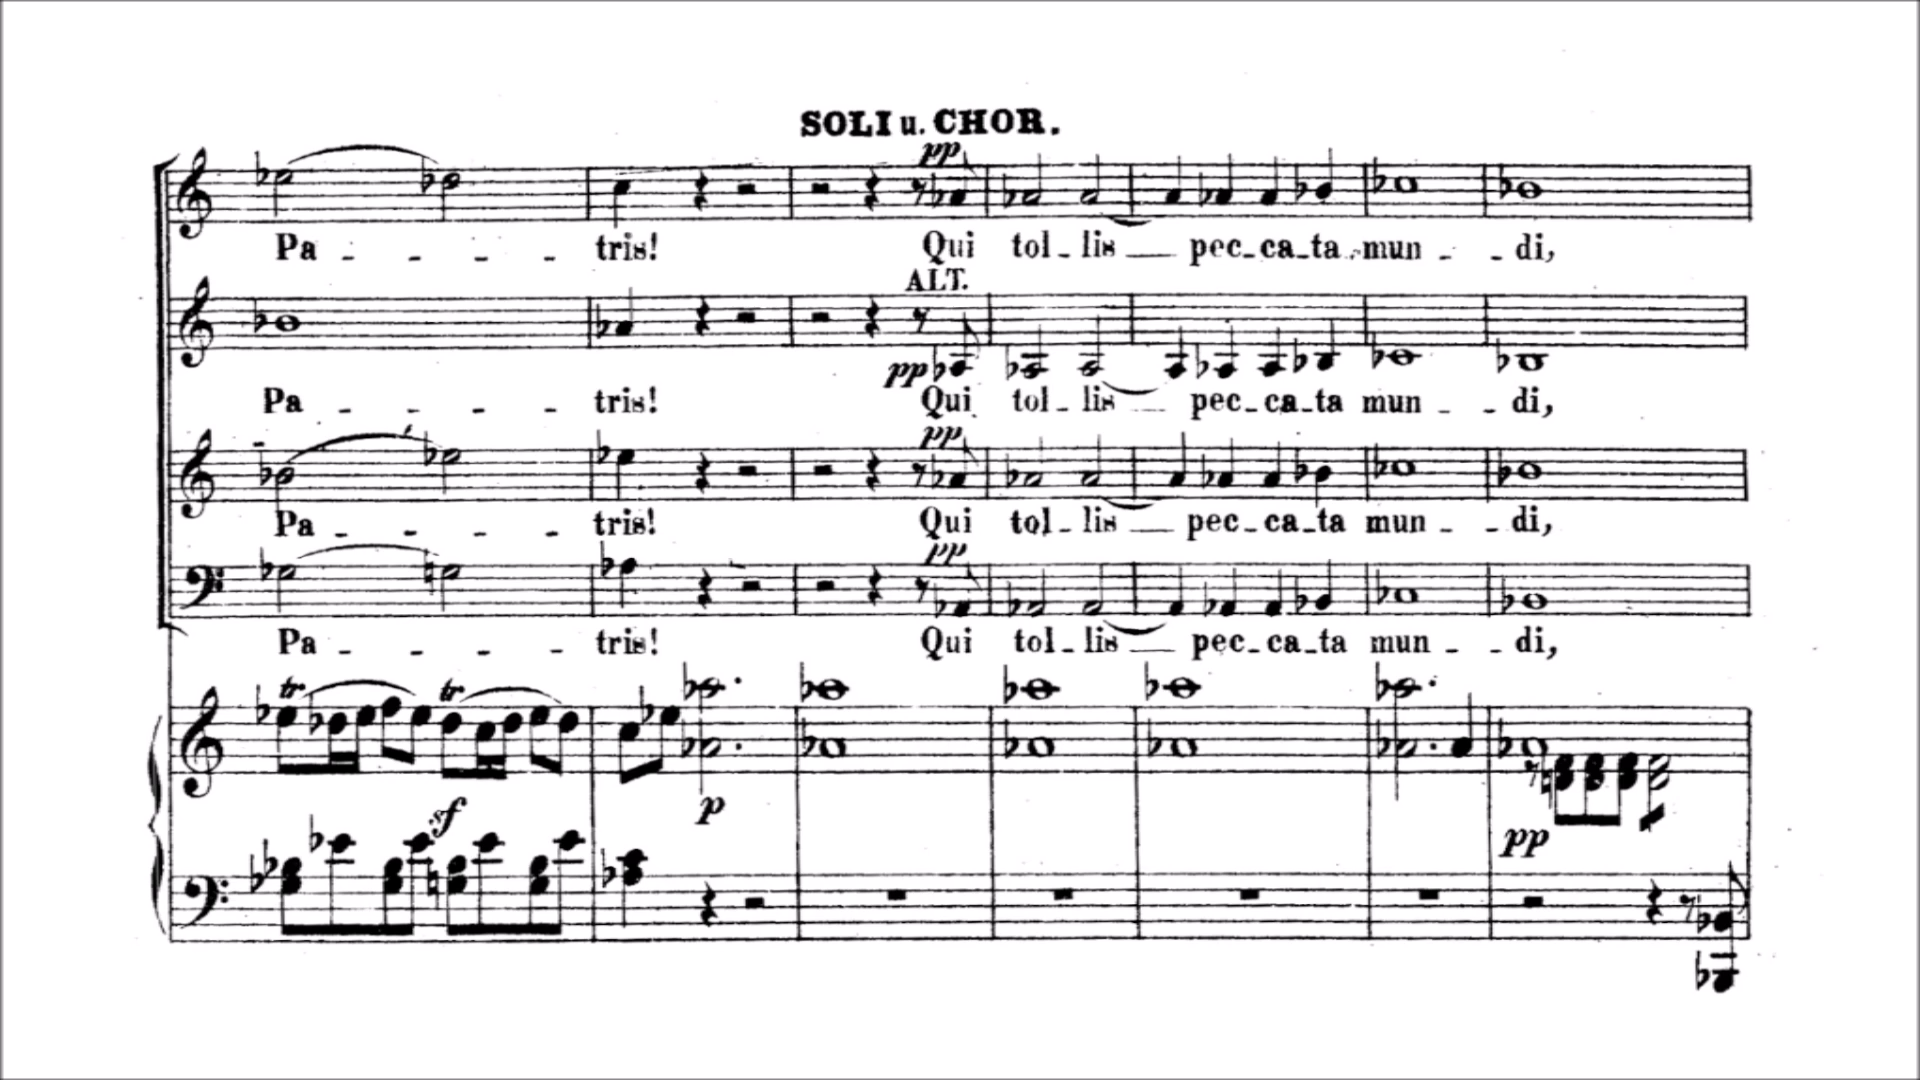 SOLI u. CHOR.
pp
Pa - - - - tris! Qui tol - lis — pec - ca - ta mun - - di,
ALT.
pp
Pa - - - - tris! Qui tol - lis — pec - ca - ta mun - - di,
pp
Pa - - - - tris! Qui tol - lis — pec - ca - ta mun - - di,
pp
Pa - - - - tris! Qui tol - lis — pec - ca - ta mun - - di,
tr tr
sf p pp